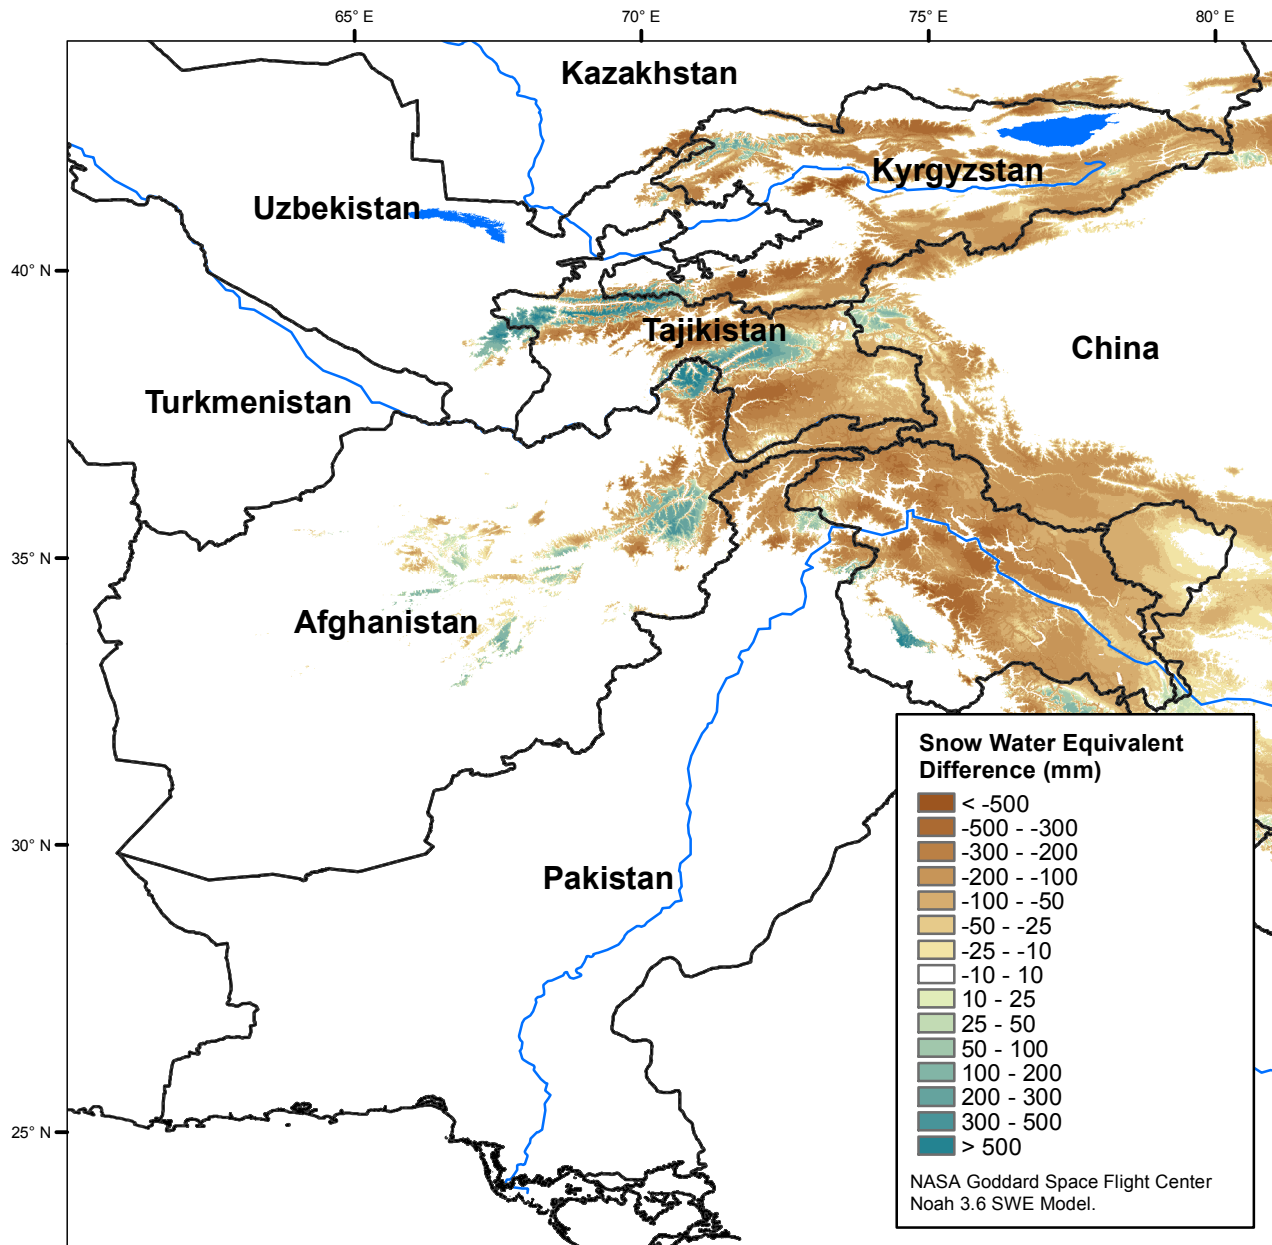 65° E 70° E 75° E 80° E
Kazakhstan
Kyrgyzstan
Uzbekistan
40° N
Tajikistan
China
Turkmenistan
35° N
Afghanistan
Snow Water Equivalent
Difference (mm)
< -500
-500 - -300
-300 - -200
-200 - -100
-100 - -50
-50 - -25
-25 - -10
-10 - 10
10 - 25
25 - 50
50 - 100
100 - 200
200 - 300
300 - 500
> 500
NASA Goddard Space Flight Center
Noah 3.6 SWE Model.
30° N
Pakistan
25° N